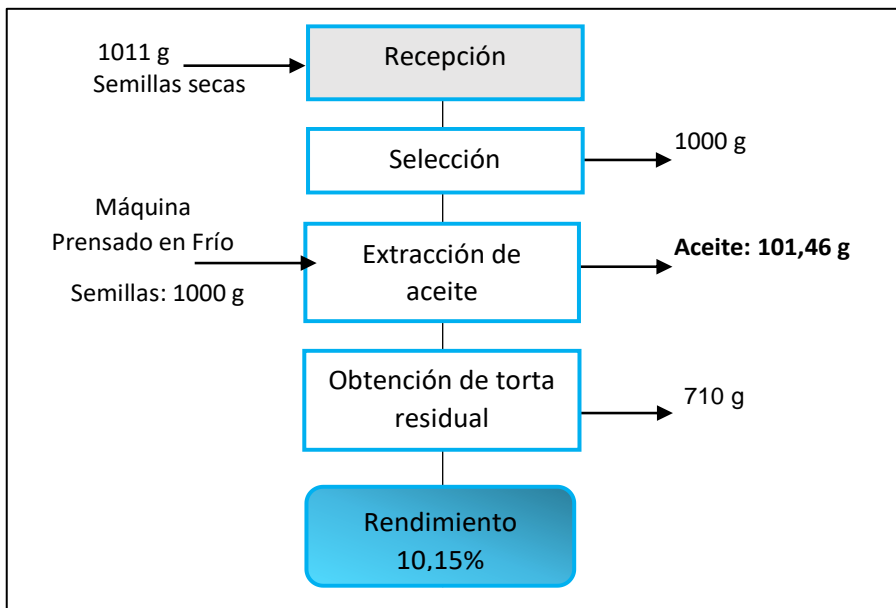 1011 g
Semillas secas
Recepción
Selección
1000 g
Máquina
Prensado en Frío
Semillas: 1000 g
Extracción de
aceite
Aceite: 101,46 g
Obtención de torta
residual
710 g
Rendimiento
10,15%